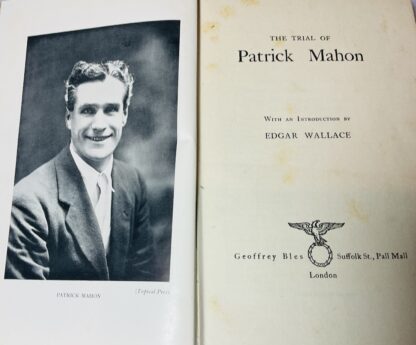 PATRICK MAHON
(Topical Press
THE TRIAL OF
Patrick Mahon
WITH AN INTRODUCTION BY
EDGAR WALLACE
Geoffrey Bles Suffolk St., Pall Mall
London